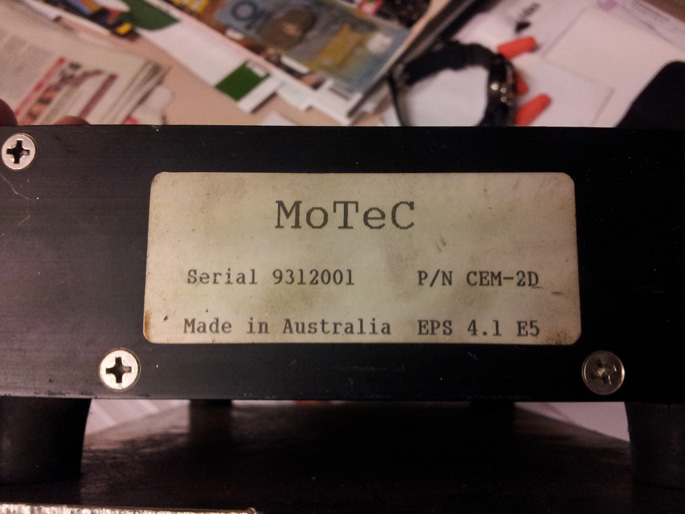 MoTeC
Serial 9312001 P/N CEM-2D
Made in Australia EPS 4.1 E5